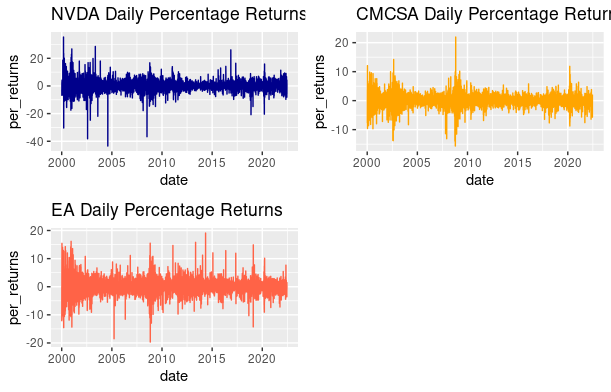 NVDA Daily Percentage Returns
per_returns
20
0
-20
-40
2000 2005 2010 2015 2020
date
CMCSA Daily Percentage Retur
per_returns
20
10
0
-10
2000 2005 2010 2015 2020
date
EA Daily Percentage Returns
per_returns
20
10
0
-10
-20
2000 2005 2010 2015 2020
date